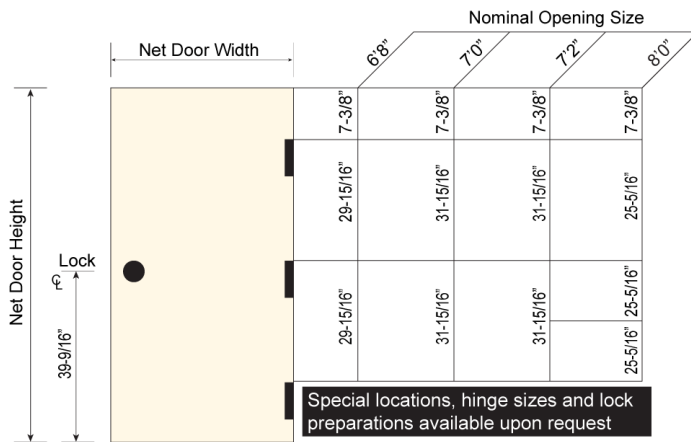 Nominal Opening Size
Net Door Width
6'8" 7'0" 7'2" 8'0"
7-3/8" 7-3/8" 7-3/8" 7-3/8"
29-15/16" 31-15/16" 31-15/16" 25-5/16"
Net Door Height
Lock
℄
39-9/16"
29-15/16" 31-15/16" 31-15/16" 25-5/16"
25-5/16"
Special locations, hinge sizes and lock
preparations available upon request